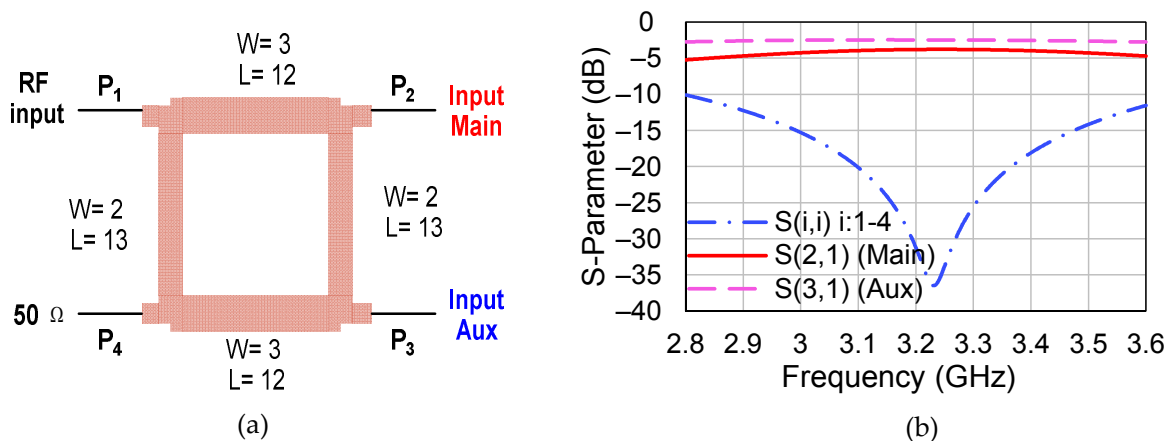 W= 3
L= 12
RF
input
P1
P2
Input
Main
W= 2
L= 13
W= 2
L= 13
50 Ω
P4
P3
Input
Aux
W= 3
L= 12
(a)
S-Parameter (dB)
0
–5
–10
–15
–20
–25
–30
–35
–40
S(i,i) i:1-4
S(2,1) (Main)
S(3,1) (Aux)
2.8 2.9 3 3.1 3.2 3.3 3.4 3.5 3.6
Frequency (GHz)
(b)